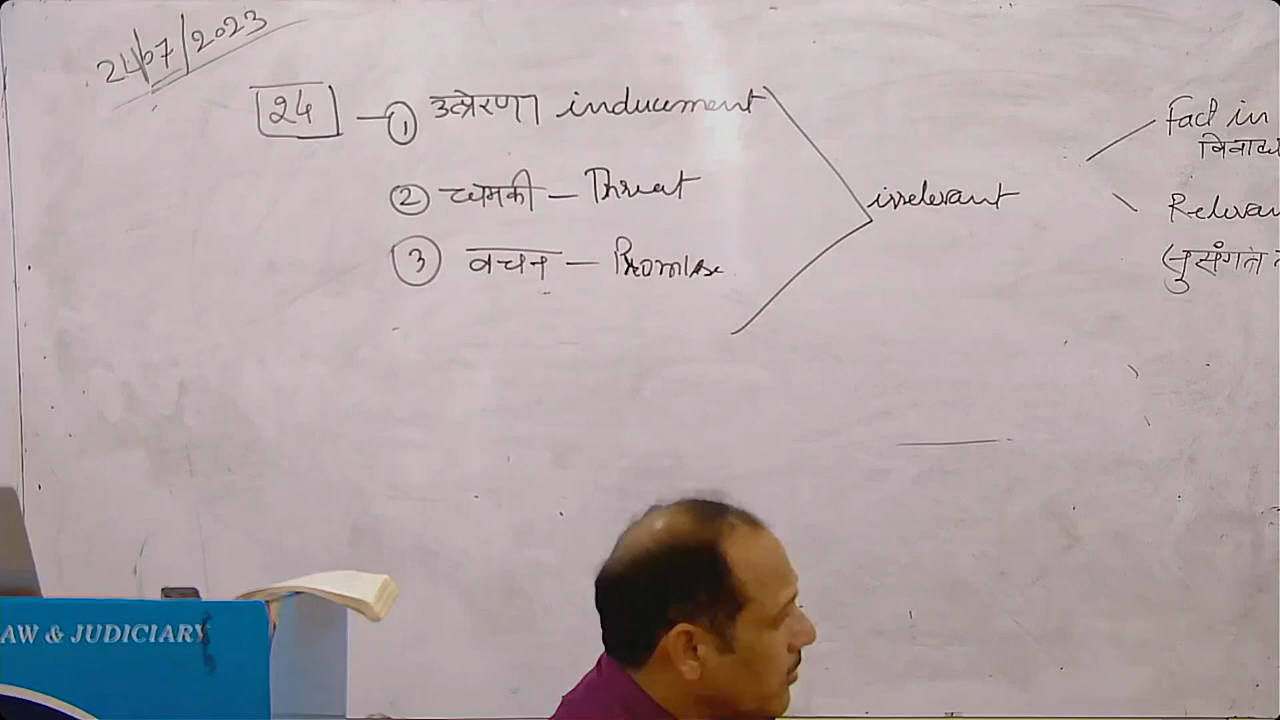 24/07/2023
24 — ① उत्प्रेरणा inducement
② धमकी — Threat
③ वचन — Promise
irrelevant
Fact in
Relevan
AW & JUDICIARY